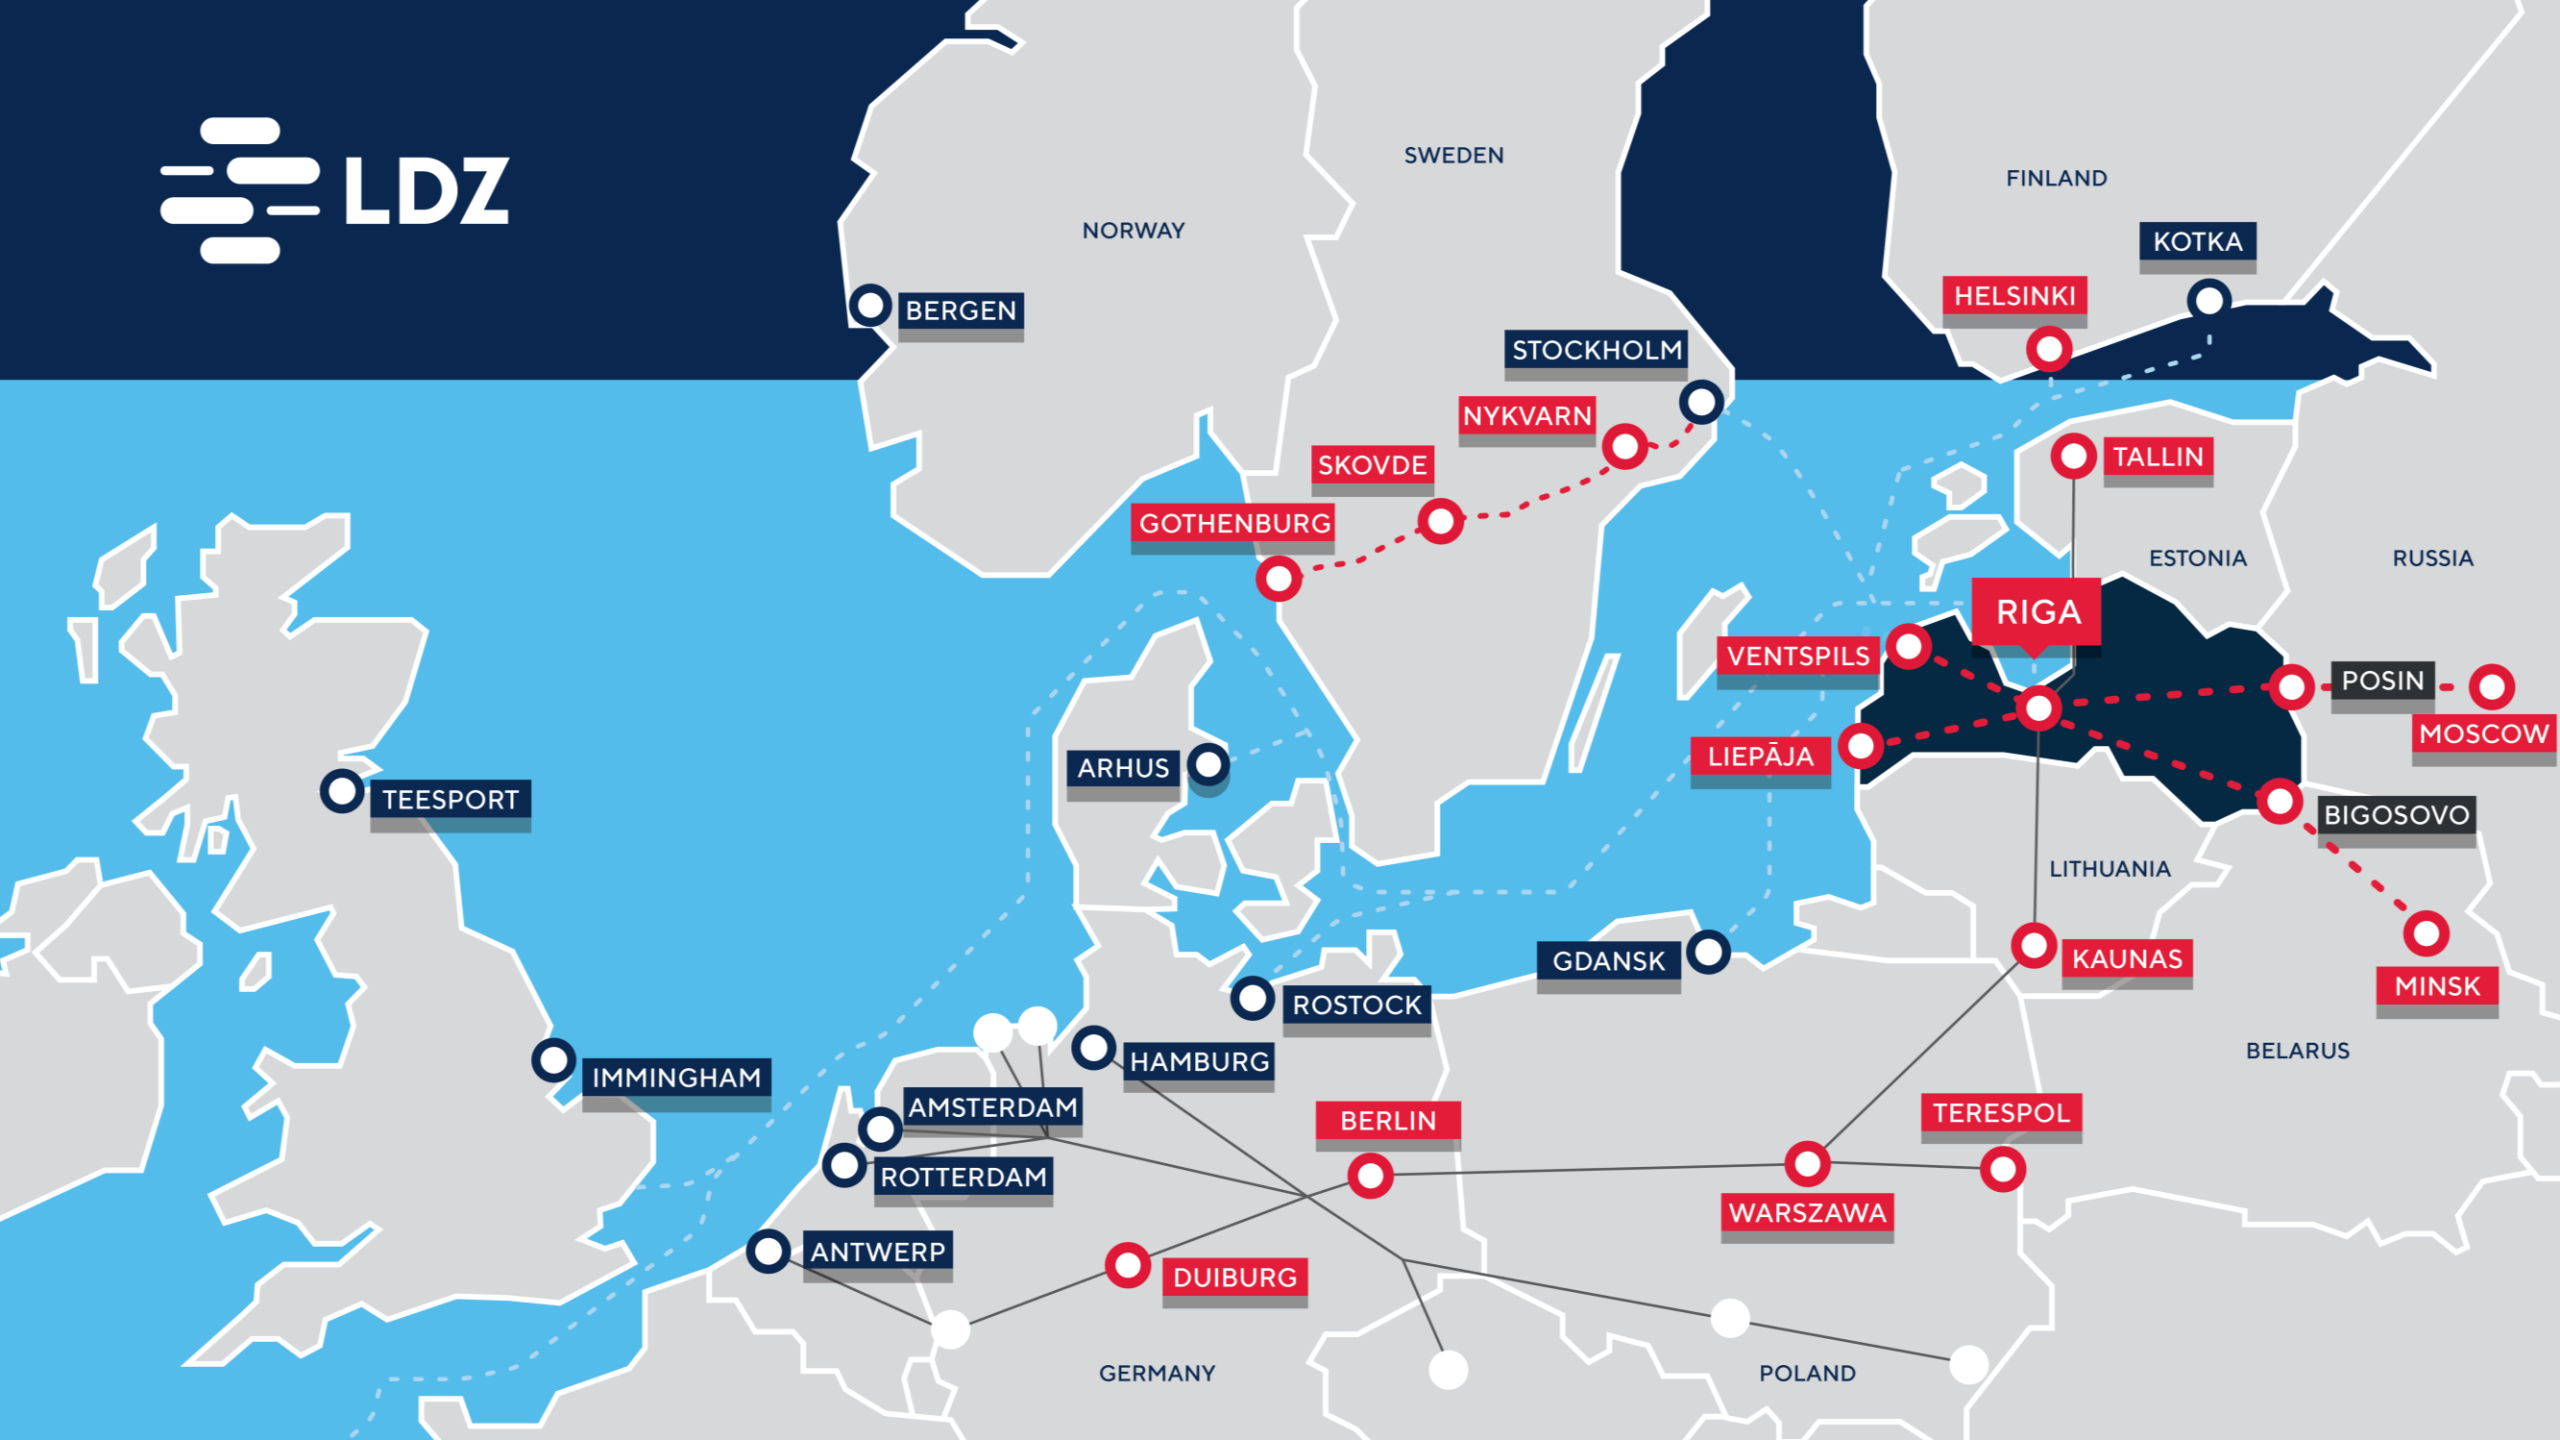 LDZ
SWEDEN
FINLAND
NORWAY
KOTKA
HELSINKI
BERGEN
STOCKHOLM
NYKVARN
SKOVDE
TALLIN
GOTHENBURG
ESTONIA
RUSSIA
RIGA
VENTSPILS
POSIN
MOSCOW
LIEPĀJA
ARHUS
TEESPORT
BIGOSOVO
LITHUANIA
GDANSK
KAUNAS
MINSK
ROSTOCK
BELARUS
HAMBURG
IMMINGHAM
AMSTERDAM
BERLIN
TERESPOL
ROTTERDAM
WARSZAWA
ANTWERP
DUIBURG
GERMANY
POLAND